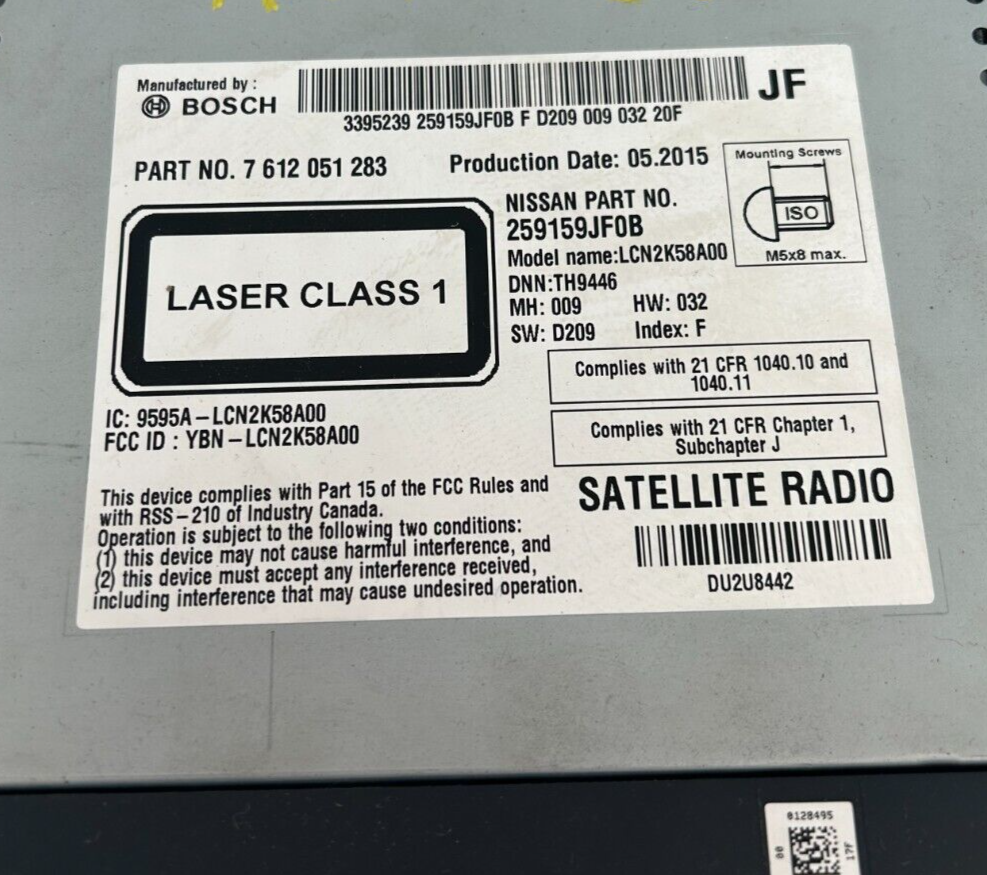 Manufactured by :
BOSCH
JF
3395239 259159JF0B F D209 009 032 20F
PART NO. 7 612 051 283
Production Date: 05.2015
Mounting Screws
ISO
M5x8 max.
NISSAN PART NO.
259159JF0B
Model name:LCN2K58A00
DNN:TH9446
MH: 009 HW: 032
SW: D209 Index: F
LASER CLASS 1
Complies with 21 CFR 1040.10 and
1040.11
Complies with 21 CFR Chapter 1,
Subchapter J
IC: 9595A–LCN2K58A00
FCC ID : YBN–LCN2K58A00
This device complies with Part 15 of the FCC Rules and
with RSS–210 of Industry Canada.
Operation is subject to the following two conditions:
(1) this device may not cause harmful interference, and
(2) this device must accept any interference received,
including interference that may cause undesired operation.
SATELLITE RADIO
DU2U8442
0128495
00
17F